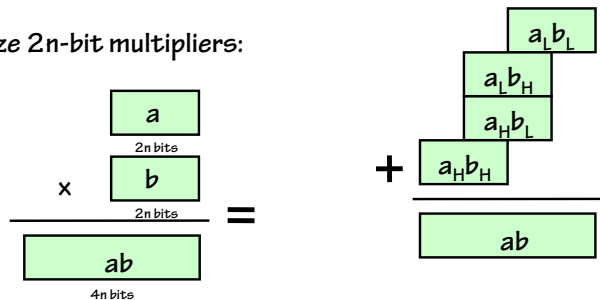 ze 2n-bit multipliers:
a
2n bits
x b
2n bits
=
ab
4n bits
aLbL
aLbH
aHbL
+ aHbH
ab